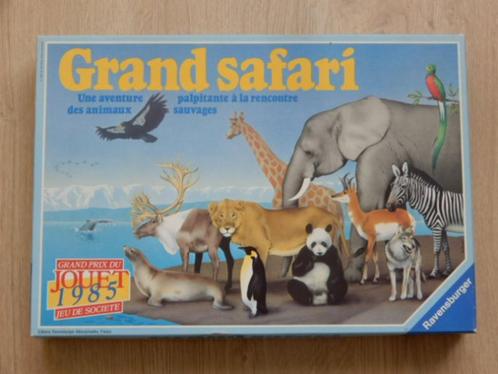 Grand safari
Une aventure palpitante à la rencontre
des animaux sauvages
GRAND PRIX DU
JOUET
1985
JEU DE SOCIETE
Ravensburger